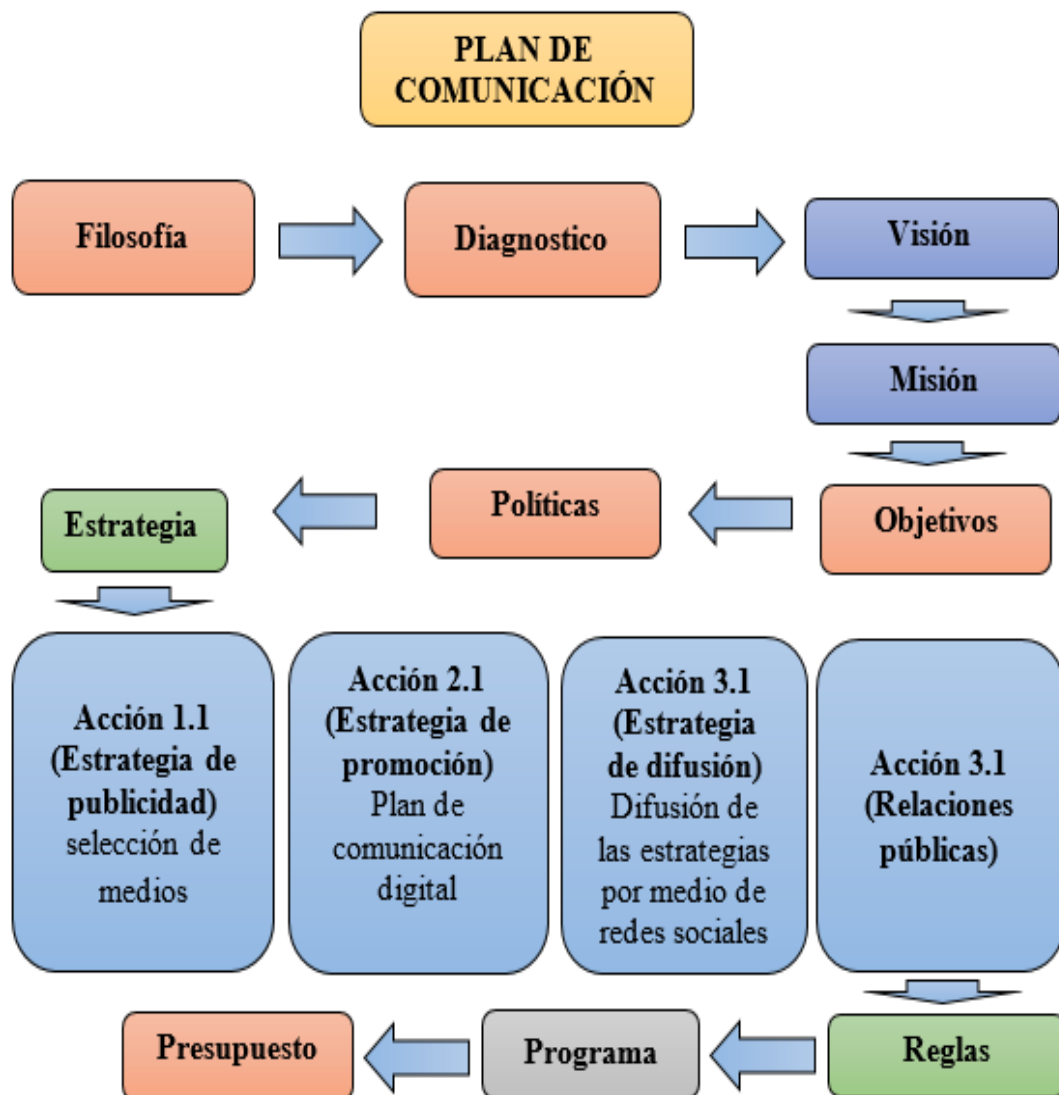 PLAN DE
COMUNICACIÓN
Filosofía
Diagnostico
Visión
Misión
Objetivos
Políticas
Estrategia
Acción 1.1
(Estrategia de
publicidad)
selección de
medios
Acción 2.1
(Estrategia de
promoción)
Plan de
comunicación
digital
Acción 3.1
(Estrategia
de difusión)
Difusión de
las estrategias
por medio de
redes sociales
Acción 3.1
(Relaciones
públicas)
Reglas
Programa
Presupuesto